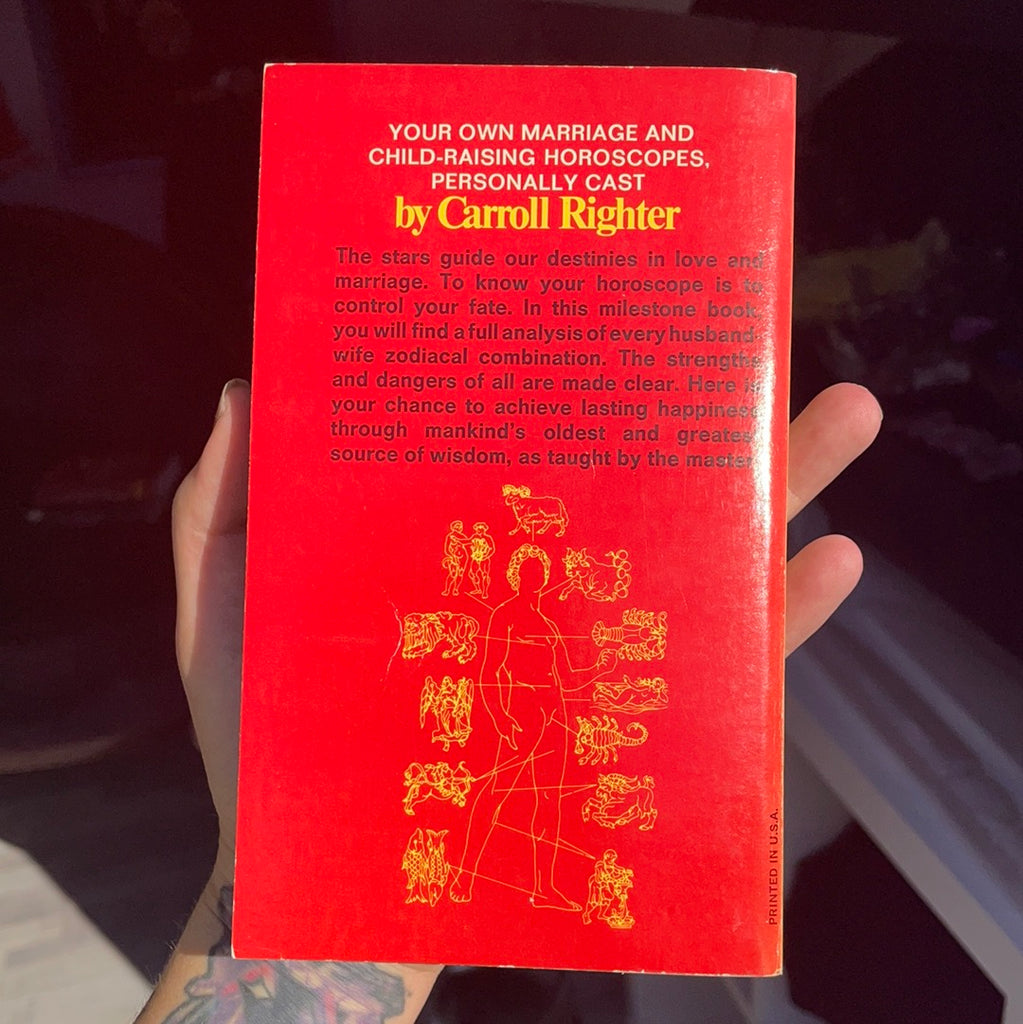 YOUR OWN MARRIAGE AND
CHILD-RAISING HOROSCOPES,
PERSONALLY CAST
by Carroll Righter
The stars guide our destinies in love and
marriage. To know your horoscope is to
control your fate. In this milestone book,
you will find a full analysis of every husband-
wife zodiacal combination. The strengths
and dangers of all are made clear. Here is
your chance to achieve lasting happiness
through mankind's oldest and greatest
source of wisdom, as taught by the master.
PRINTED IN U.S.A.